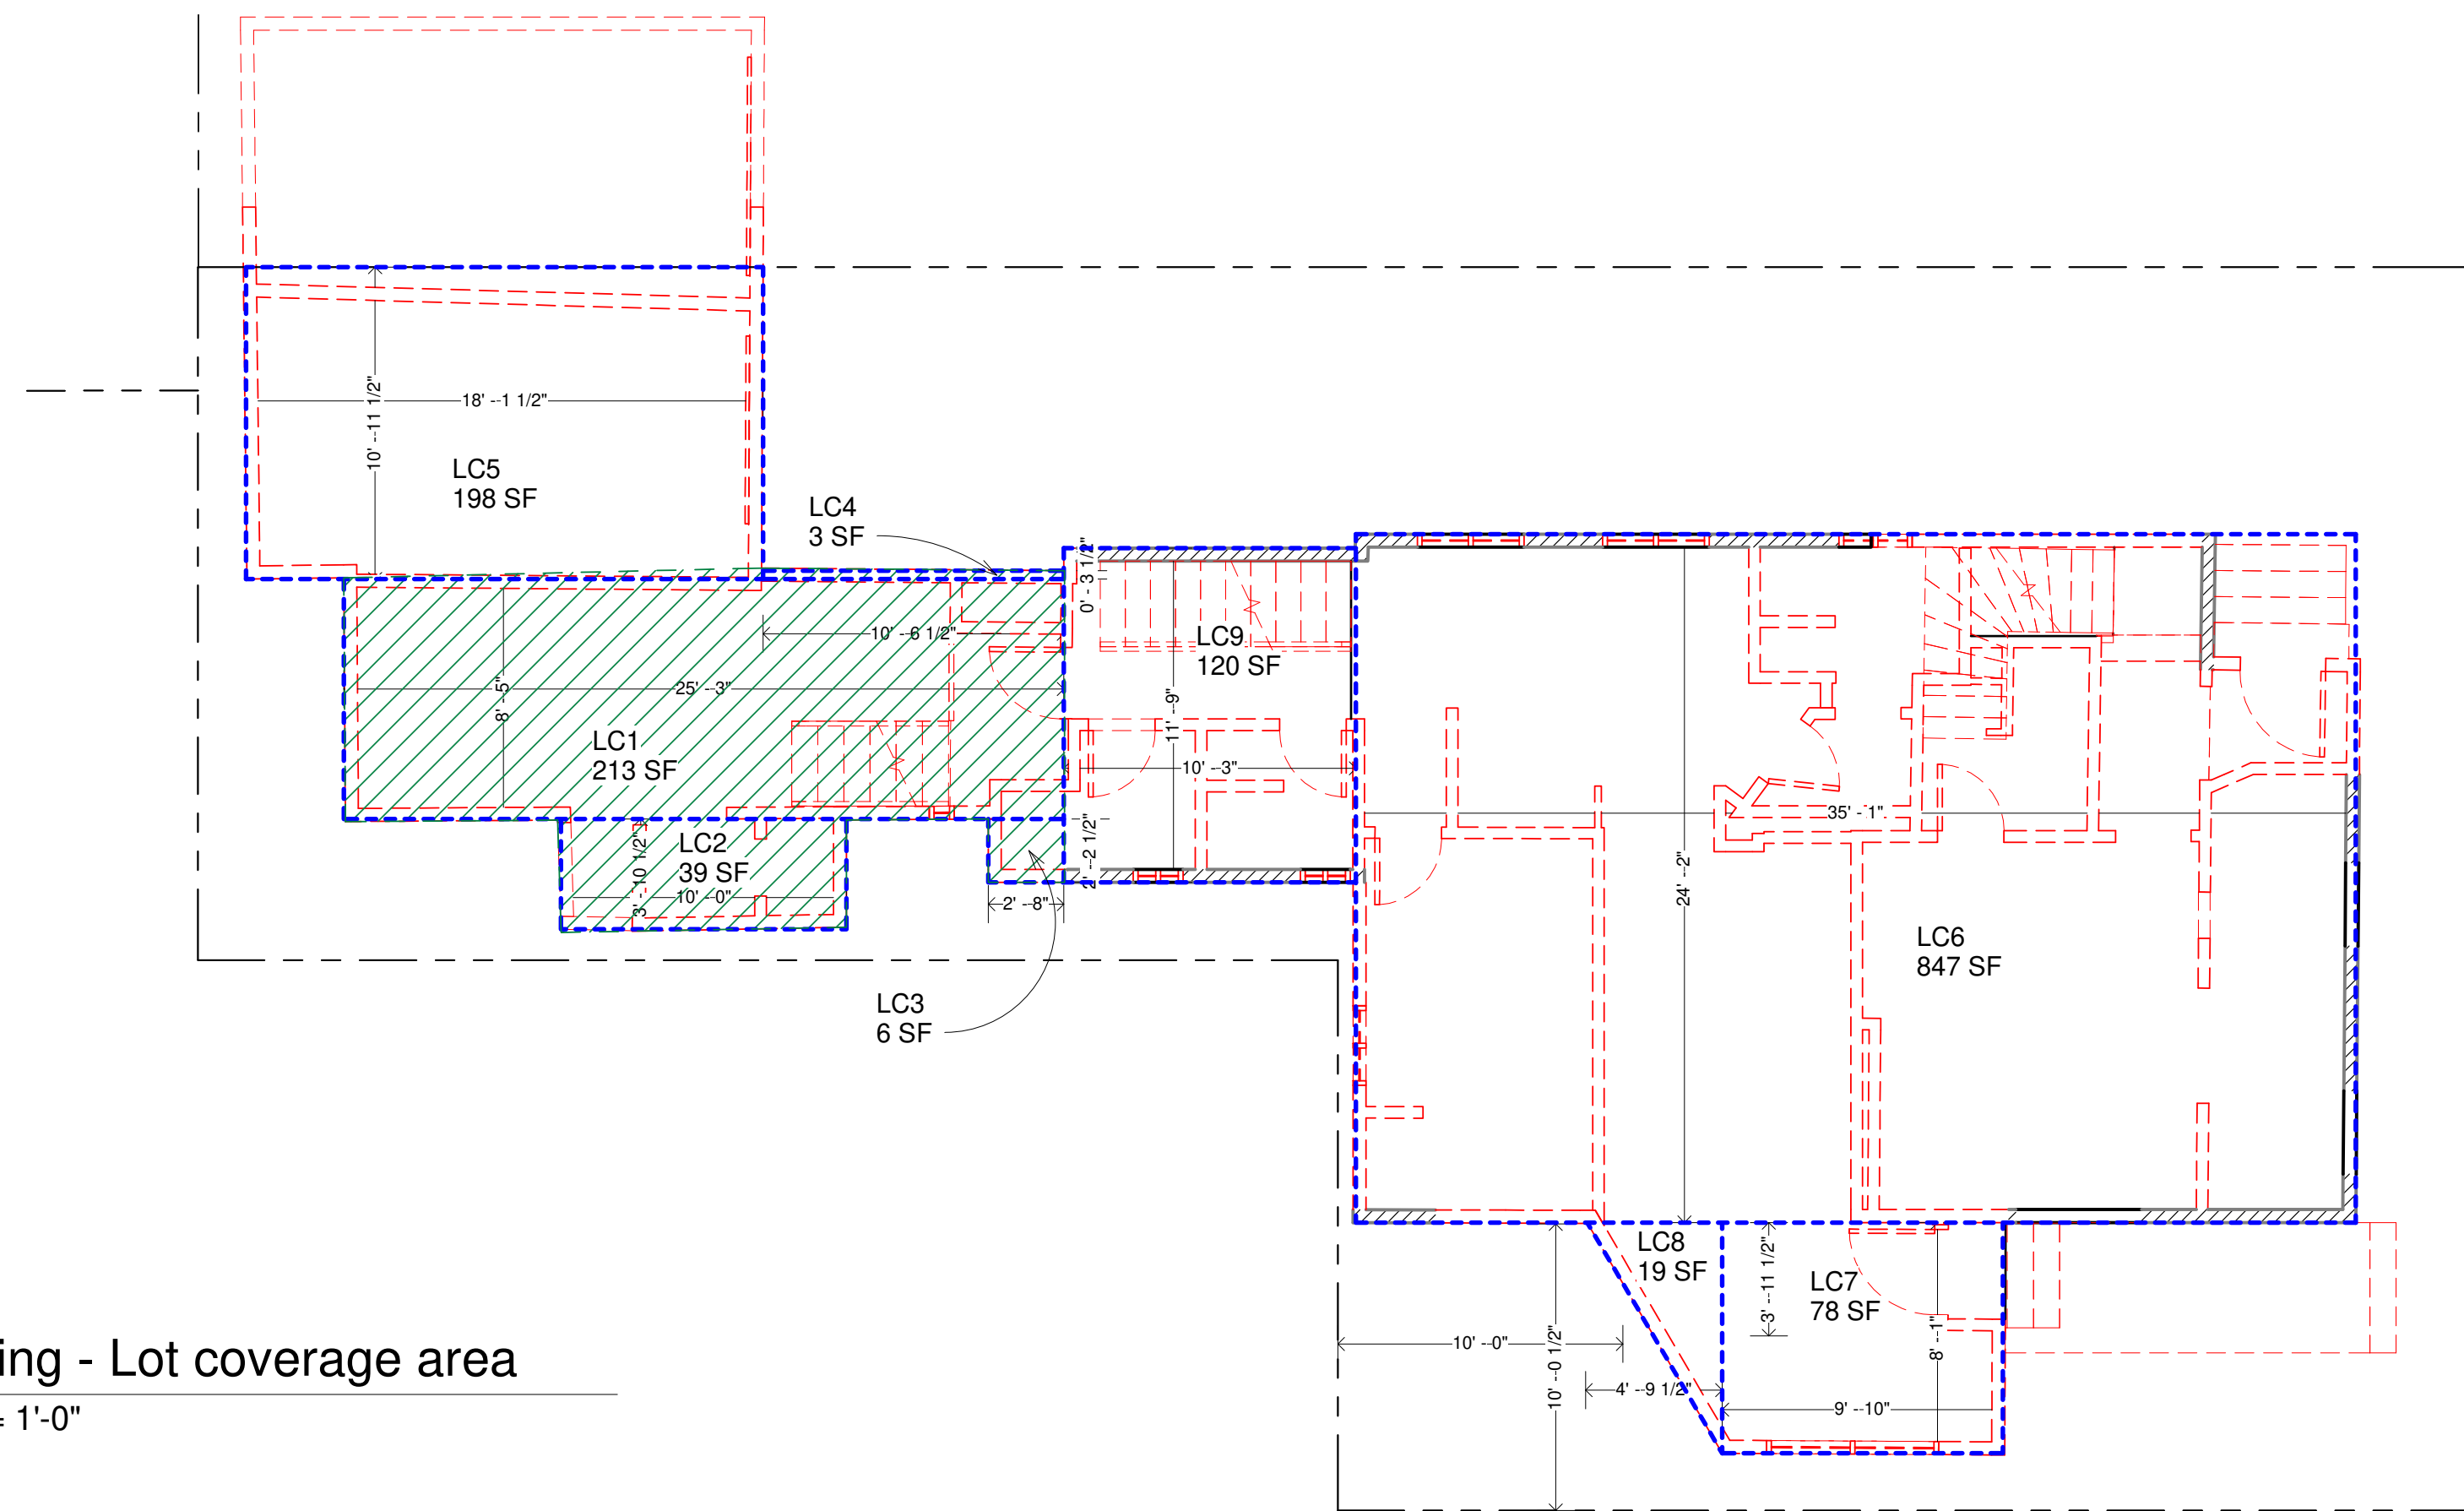 10' - 11 1/2"
18' - 1 1/2"
LC5
198 SF
LC4
3 SF
0' - 3 1/2"
10' - 6 1/2"
LC9
120 SF
8' - 5"
25' - 3"
11' - 9"
LC1
213 SF
10' - 3"
35' - 1"
LC2
39 SF
3' - 10 1/2"
10' - 0"
2' - 2 1/2"
2' - 8"
24' - 2"
LC6
847 SF
LC3
6 SF
LC8
19 SF
3' - 11 1/2"
LC7
78 SF
10' - 0"
10' - 0 1/2"
8' - 1"
4' - 9 1/2"
9' - 10"
ing - Lot coverage area
= 1'-0"